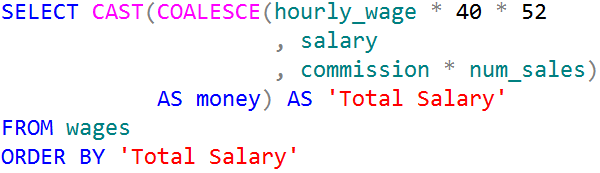 SELECT CAST(COALESCE(hourly_wage * 40 * 52
, salary
, commission * num_sales)
AS money) AS 'Total Salary'
FROM wages
ORDER BY 'Total Salary'